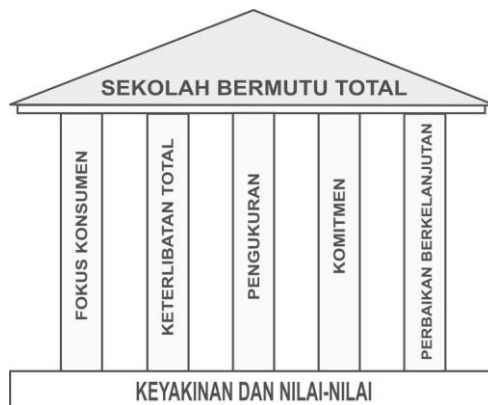 SEKOLAH BERMUTU TOTAL
FOKUS KONSUMEN
KETERLIBATAN TOTAL
PENGUKURAN
KOMITMEN
PERBAIKAN BERKELANJUTAN
KEYAKINAN DAN NILAI-NILAI